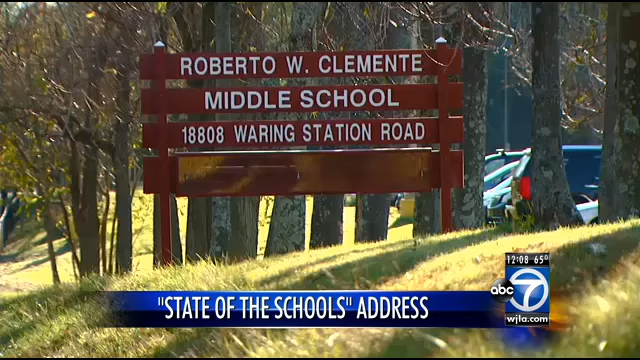 ROBERTO W. CLEMENTE
MIDDLE SCHOOL
18808 WARING STATION ROAD
12:08 65°
abc 7
wjla.com
"STATE OF THE SCHOOLS" ADDRESS